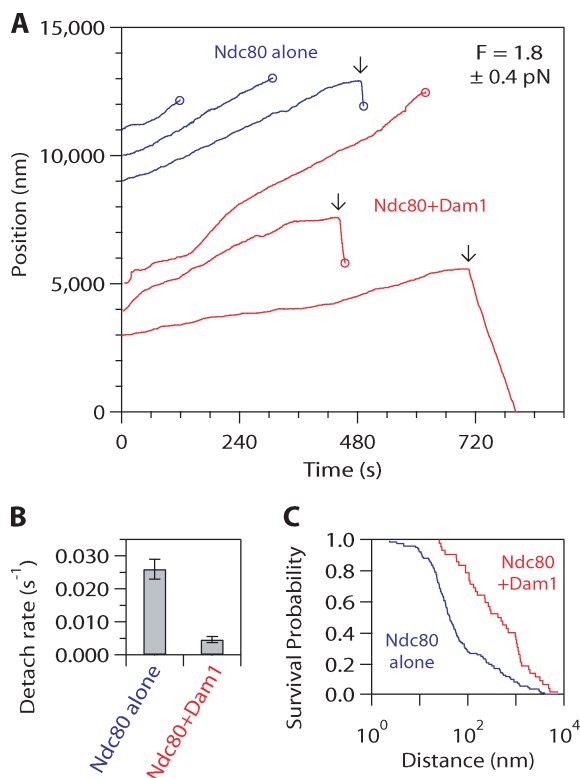 A
15,000
Ndc80 alone
F = 1.8
± 0.4 pN
10,000
Position (nm)
Ndc80+Dam1
5,000
0
0 240 480 720
Time (s)
B
Detach rate (s⁻¹)
0.030
0.020
0.010
0.000
Ndc80 alone
Ndc80+Dam1
C
Survival Probability
1.0
0.8
0.6
0.4
0.2
0.0
Ndc80
+Dam1
Ndc80
alone
10⁰ 10² 10⁴
Distance (nm)